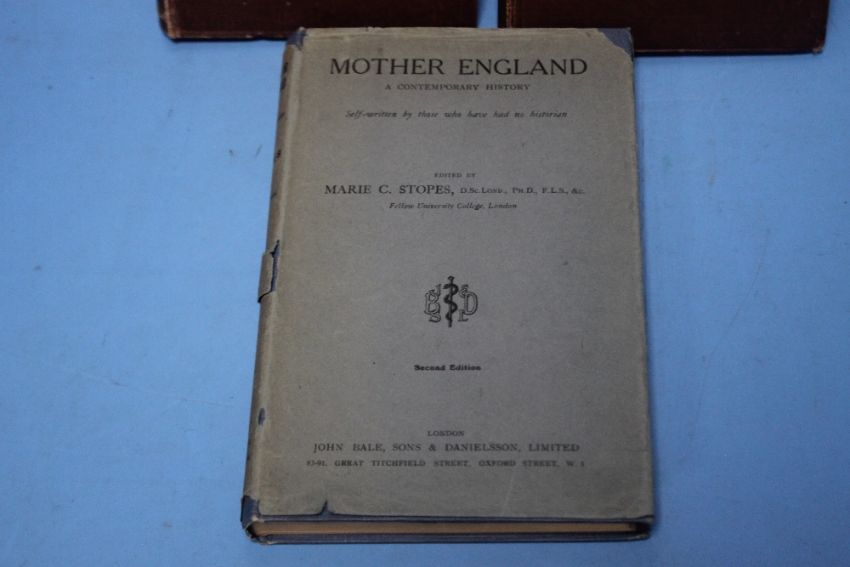 MOTHER ENGLAND
A CONTEMPORARY HISTORY
Self-written by those who have had no historian
EDITED BY
MARIE C. STOPES, D.Sc. LOND., PH.D., F.L.S., &c.
Fellow University College, London
Second Edition
LONDON
JOHN BALE, SONS & DANIELSSON, LIMITED
83-91, GREAT TITCHFIELD STREET, OXFORD STREET, W. 1